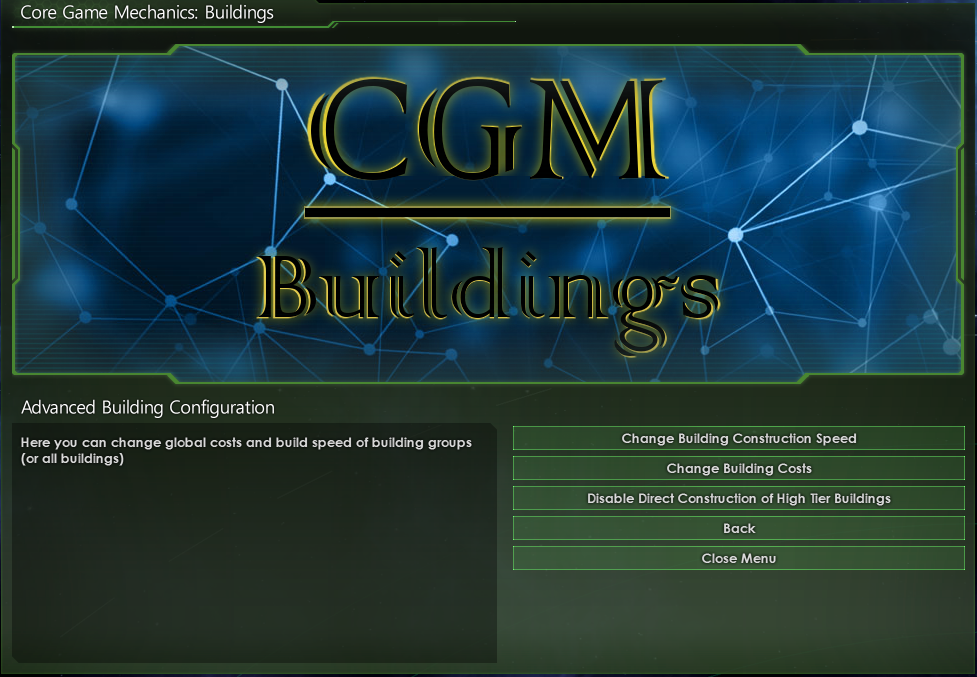 Core Game Mechanics: Buildings
CGM
Buildings
Advanced Building Configuration
Here you can change global costs and build speed of building groups
(or all buildings)
Change Building Construction Speed
Change Building Costs
Disable Direct Construction of High Tier Buildings
Back
Close Menu